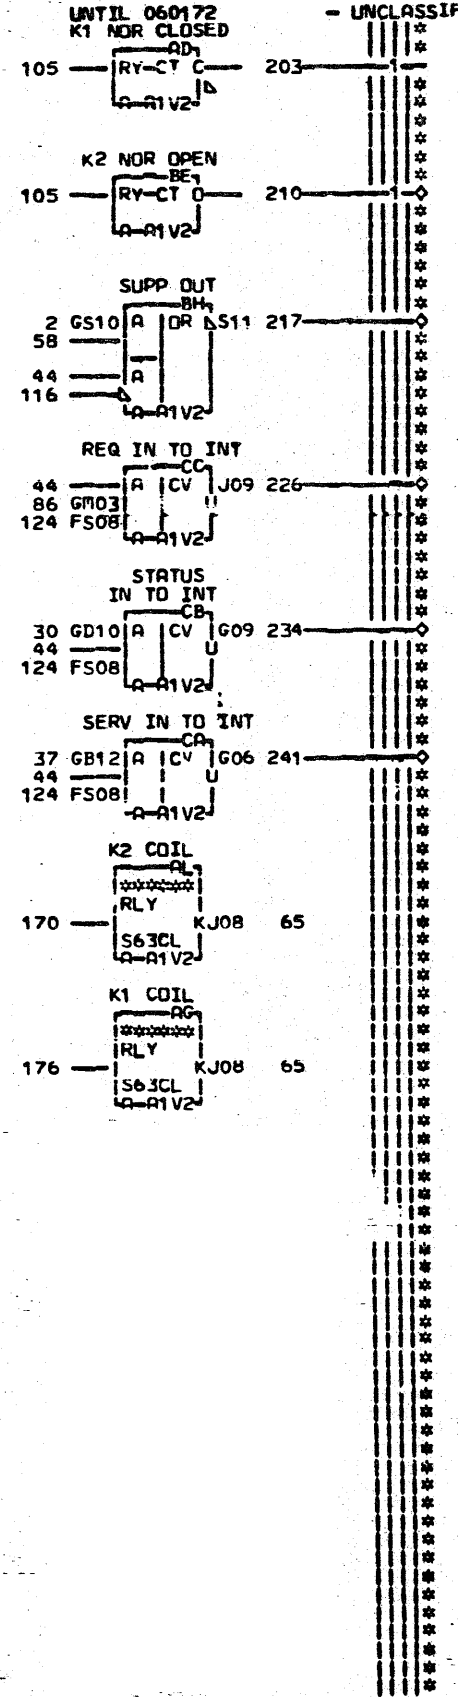 UNTIL 060172 - UNCLASSIF
K1 NOR CLOSED
AD
105 RY-CT C 203 1
A-A1V2
K2 NOR OPEN
BE
105 RY-CT O 210 1
A-A1V2
SUPP OUT
BH
2 GS10 A OR S11 217
58
44 A
116
A-A1V2
REQ IN TO INT
CC
44 A CV J09 226
86 GM03 U
124 FS08
A-A1V2
STATUS
IN TO INT
CB
30 GD10 A CV G09 234
44 U
124 FS08
A-A1V2
SERV IN TO INT
CA
37 GB12 A CV G06 241
44 U
124 FS08
A-A1V2
K2 COIL
AL
******
RLY
170 KJ08 65
S63CL
A-A1V2
K1 COIL
AG
******
RLY
176 KJ08 65
S63CL
A-A1V2